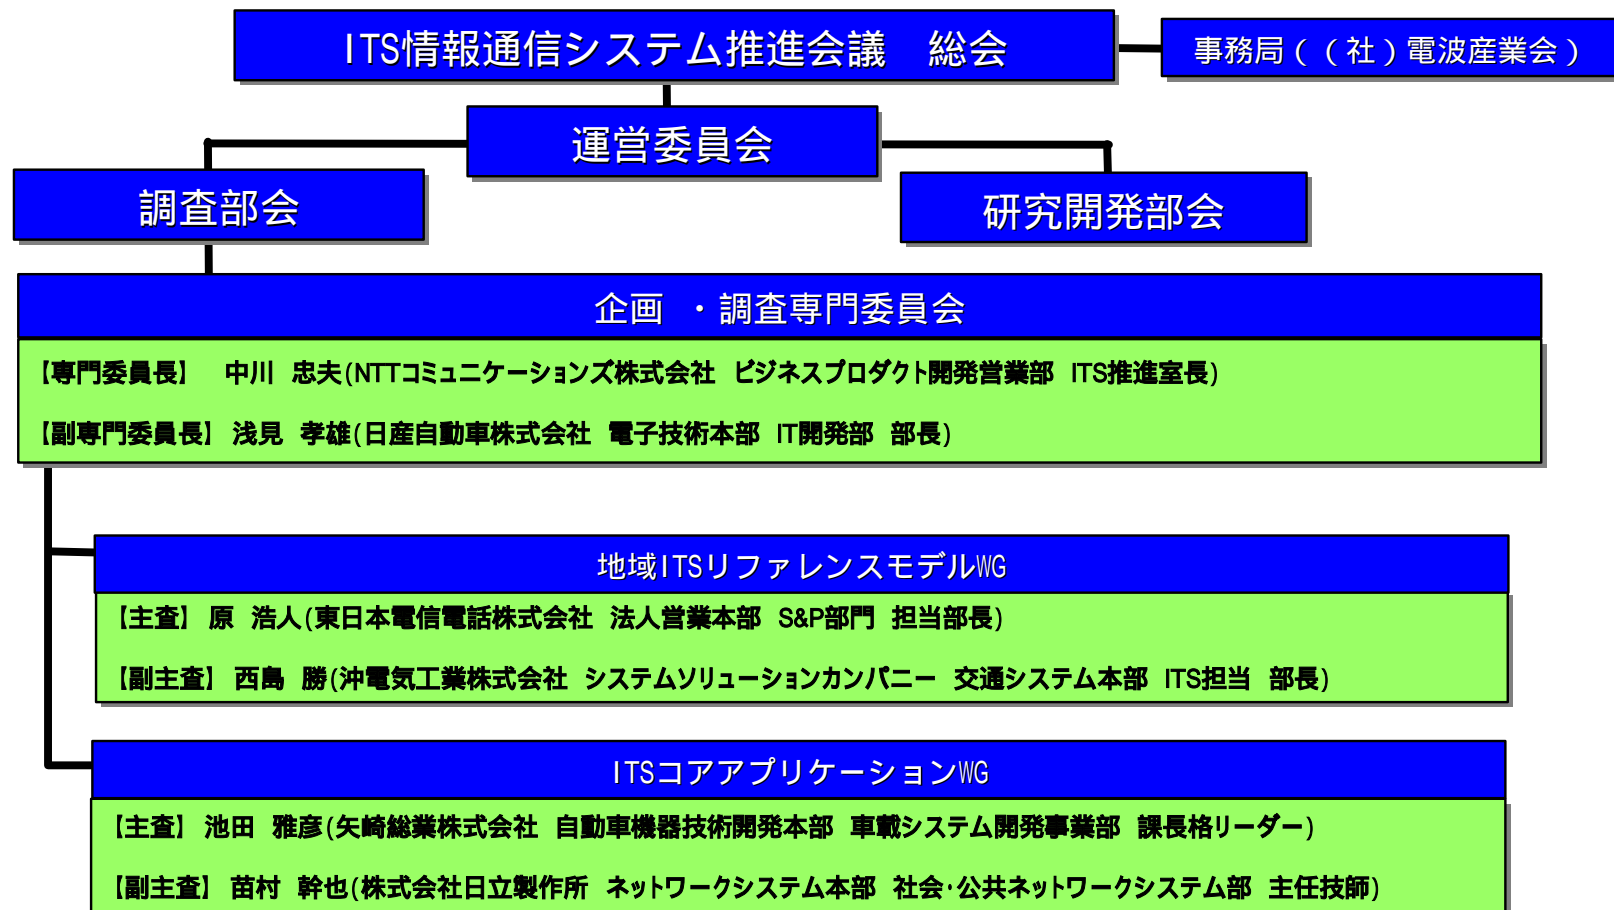 ITS情報通信システム推進会議　総会
事務局（（社）電波産業会）
運営委員会
調査部会
研究開発部会
企画　・調査専門委員会
【専門委員長】　中川　忠夫(NTTコミュニケーションズ株式会社　ビジネスプロダクト開発営業部　ITS推進室長)
【副専門委員長】　浅見　孝雄(日産自動車株式会社　電子技術本部　IT開発部　部長)
地域ITSリファレンスモデルWG
【主査】　原　浩人(東日本電信電話株式会社　法人営業本部　S&P部門　担当部長)
【副主査】　西島　勝(沖電気工業株式会社　システムソリューションカンパニー　交通システム本部　ITS担当　部長)
ITSコアアプリケーションWG
【主査】　池田　雅彦(矢崎総業株式会社　自動車機器技術開発本部　車載システム開発事業部　課長格リーダー)
【副主査】　苗村　幹也(株式会社日立製作所　ネットワークシステム本部　社会・公共ネットワークシステム部　主任技師)